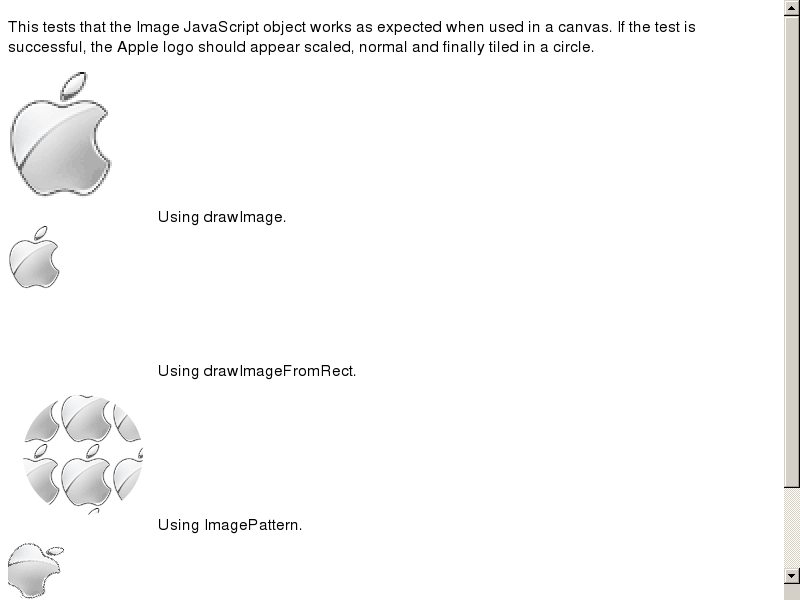 This tests that the Image JavaScript object works as expected when used in a canvas. If the test is
successful, the Apple logo should appear scaled, normal and finally tiled in a circle.
Using drawImage.
Using drawImageFromRect.
Using ImagePattern.